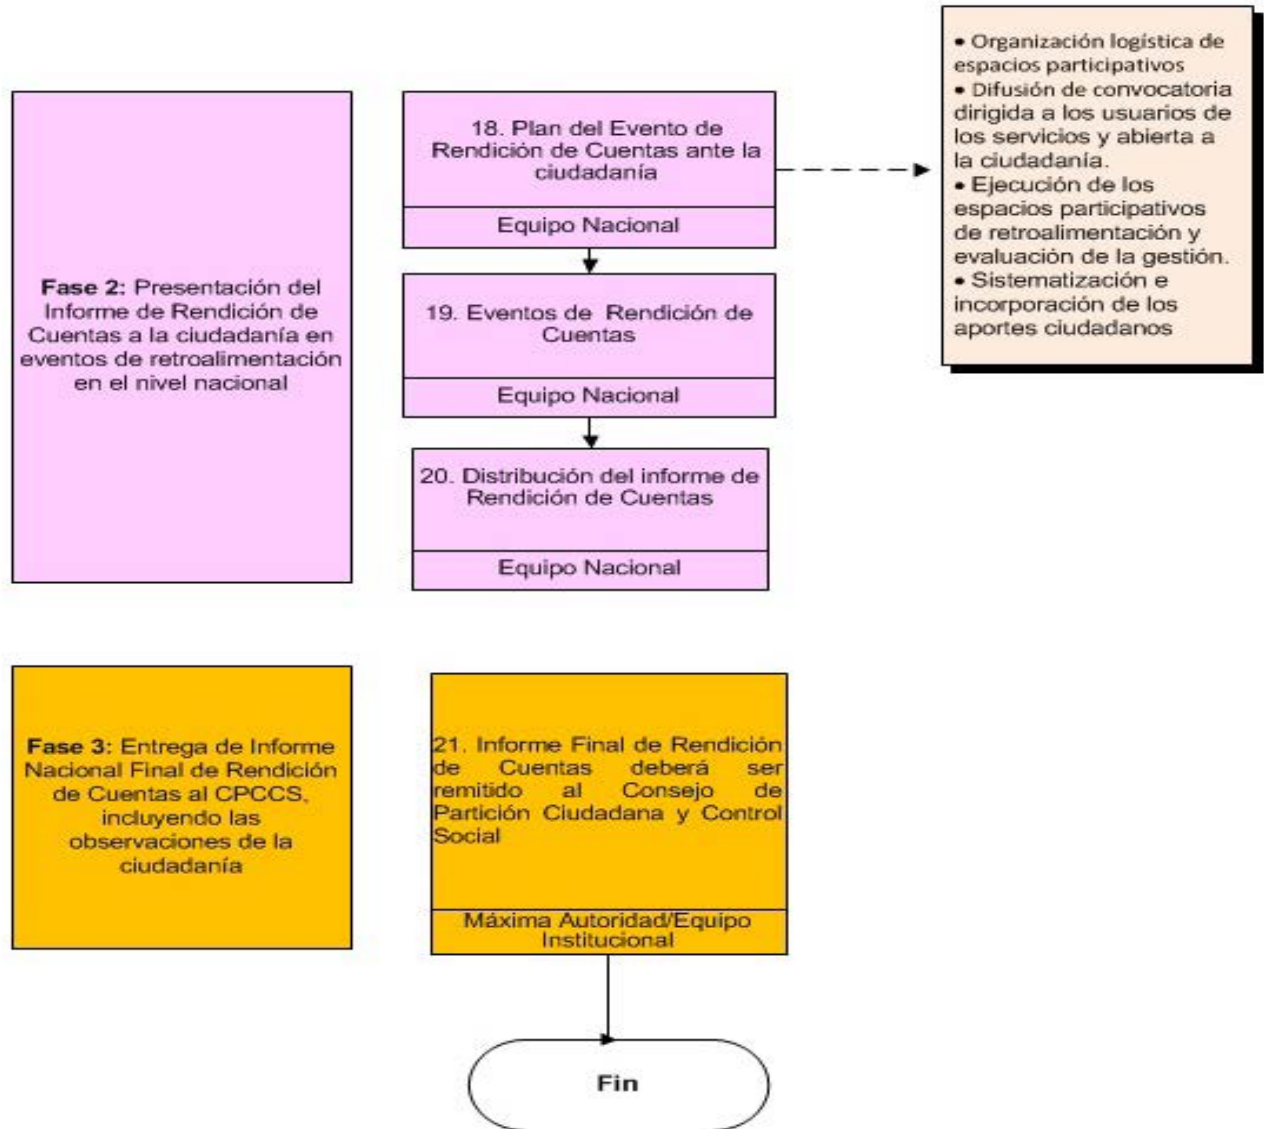 Fase 2: Presentación del
Informe de Rendición de
Cuentas a la ciudadanía en
eventos de retroalimentación
en el nivel nacional
18. Plan del Evento de
Rendición de Cuentas ante la
ciudadanía
Equipo Nacional
• Organización logística de
espacios participativos
• Difusión de convocatoria
dirigida a los usuarios de
los servicios y abierta a
la ciudadanía.
• Ejecución de los
espacios participativos
de retroalimentación y
evaluación de la gestión.
• Sistematización e
incorporación de los
aportes ciudadanos
19. Eventos de Rendición de
Cuentas
Equipo Nacional
20. Distribución del informe de
Rendición de Cuentas
Equipo Nacional
Fase 3: Entrega de Informe
Nacional Final de Rendición
de Cuentas al CPCCS,
incluyendo las
observaciones de la
ciudadanía
21. Informe Final de Rendición
de Cuentas deberá ser
remitido al Consejo de
Partición Ciudadana y Control
Social
Máxima Autoridad/Equipo
Institucional
Fin